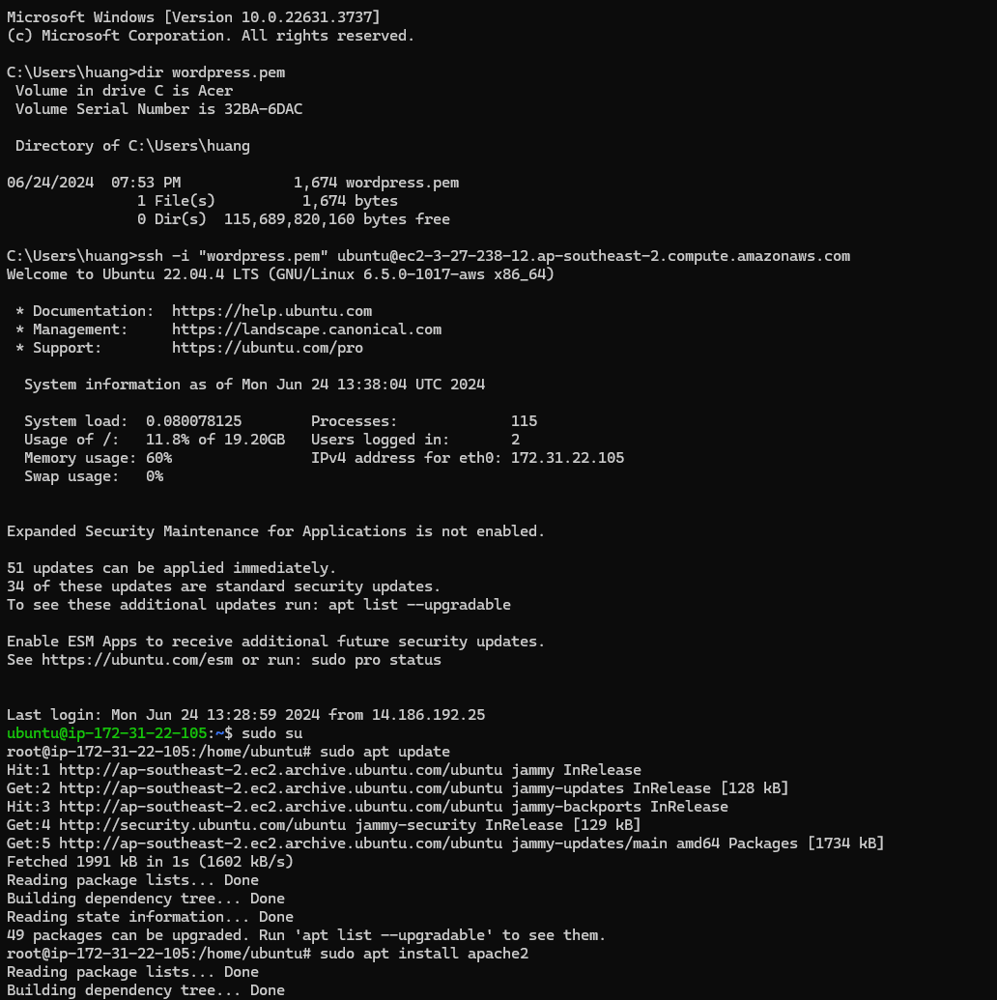 Microsoft Windows [Version 10.0.22631.3737]
(c) Microsoft Corporation. All rights reserved.
C:\Users\huang>dir wordpress.pem
Volume in drive C is Acer
Volume Serial Number is 32BA-6DAC
Directory of C:\Users\huang
06/24/2024  07:53 PM             1,674 wordpress.pem
1 File(s)          1,674 bytes
0 Dir(s)  115,689,820,160 bytes free
C:\Users\huang>ssh -i "wordpress.pem" ubuntu@ec2-3-27-238-12.ap-southeast-2.compute.amazonaws.com
Welcome to Ubuntu 22.04.4 LTS (GNU/Linux 6.5.0-1017-aws x86_64)
* Documentation:  https://help.ubuntu.com
* Management:     https://landscape.canonical.com
* Support:        https://ubuntu.com/pro
System information as of Mon Jun 24 13:38:04 UTC 2024
System load:  0.080078125        Processes:             115
Usage of /:   11.8% of 19.20GB   Users logged in:       2
Memory usage: 60%                IPv4 address for eth0: 172.31.22.105
Swap usage:   0%
Expanded Security Maintenance for Applications is not enabled.
51 updates can be applied immediately.
34 of these updates are standard security updates.
To see these additional updates run: apt list --upgradable
Enable ESM Apps to receive additional future security updates.
See https://ubuntu.com/esm or run: sudo pro status
Last login: Mon Jun 24 13:28:59 2024 from 14.186.192.25
ubuntu@ip-172-31-22-105:~$ sudo su
root@ip-172-31-22-105:/home/ubuntu# sudo apt update
Hit:1 http://ap-southeast-2.ec2.archive.ubuntu.com/ubuntu jammy InRelease
Get:2 http://ap-southeast-2.ec2.archive.ubuntu.com/ubuntu jammy-updates InRelease [128 kB]
Hit:3 http://ap-southeast-2.ec2.archive.ubuntu.com/ubuntu jammy-backports InRelease
Get:4 http://security.ubuntu.com/ubuntu jammy-security InRelease [129 kB]
Get:5 http://ap-southeast-2.ec2.archive.ubuntu.com/ubuntu jammy-updates/main amd64 Packages [1734 kB]
Fetched 1991 kB in 1s (1602 kB/s)
Reading package lists... Done
Building dependency tree... Done
Reading state information... Done
49 packages can be upgraded. Run 'apt list --upgradable' to see them.
root@ip-172-31-22-105:/home/ubuntu# sudo apt install apache2
Reading package lists... Done
Building dependency tree... Done